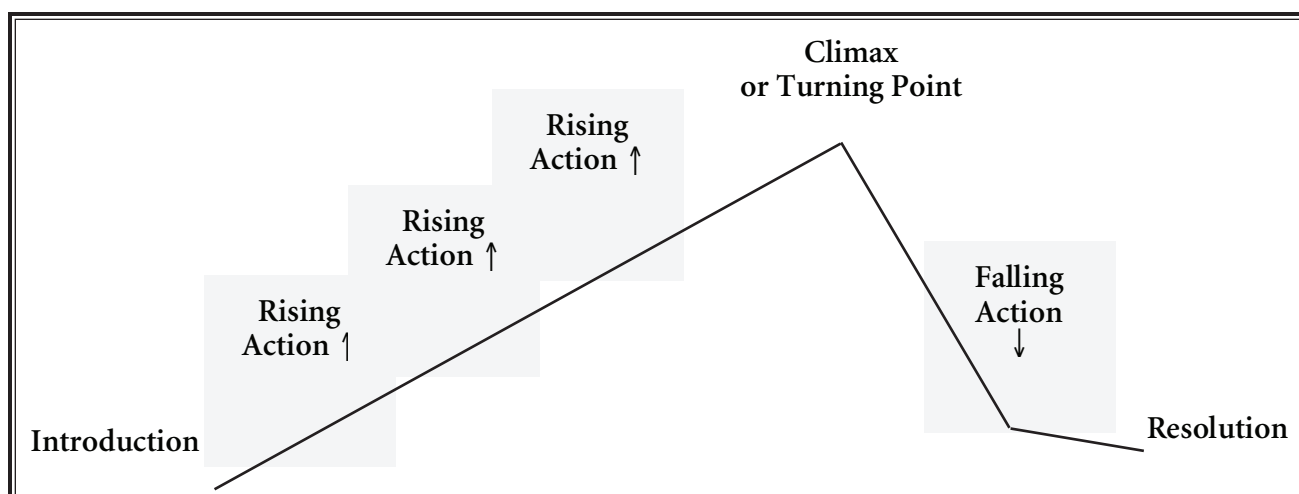 Climax
or Turning Point
Rising
Action ↑
Rising
Action ↑
Rising
Action ↑
Falling
Action
↓
Introduction
Resolution